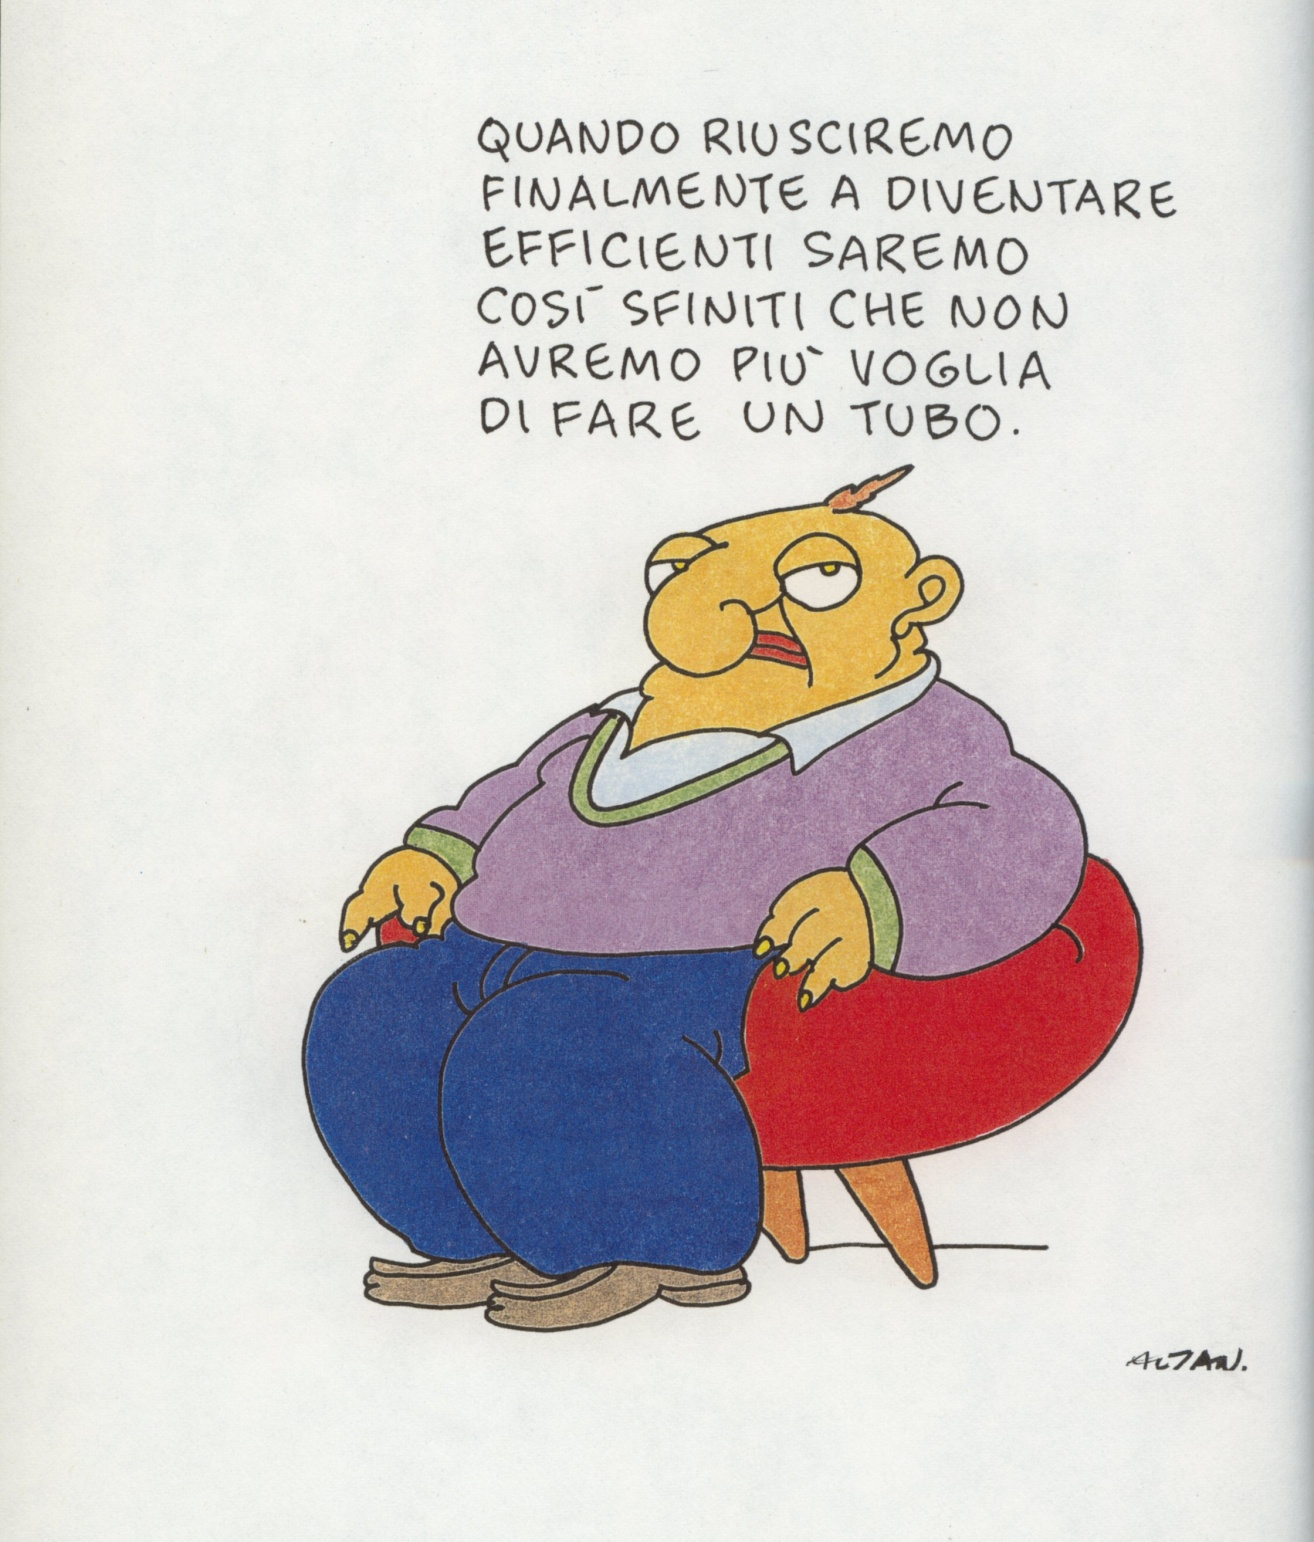 QUANDO RIUSCIREMO
FINALMENTE A DIVENTARE
EFFICIENTI SAREMO
COSÌ SFINITI CHE NON
AVREMO PIÙ VOGLIA
DI FARE UN TUBO.
ALTAN.